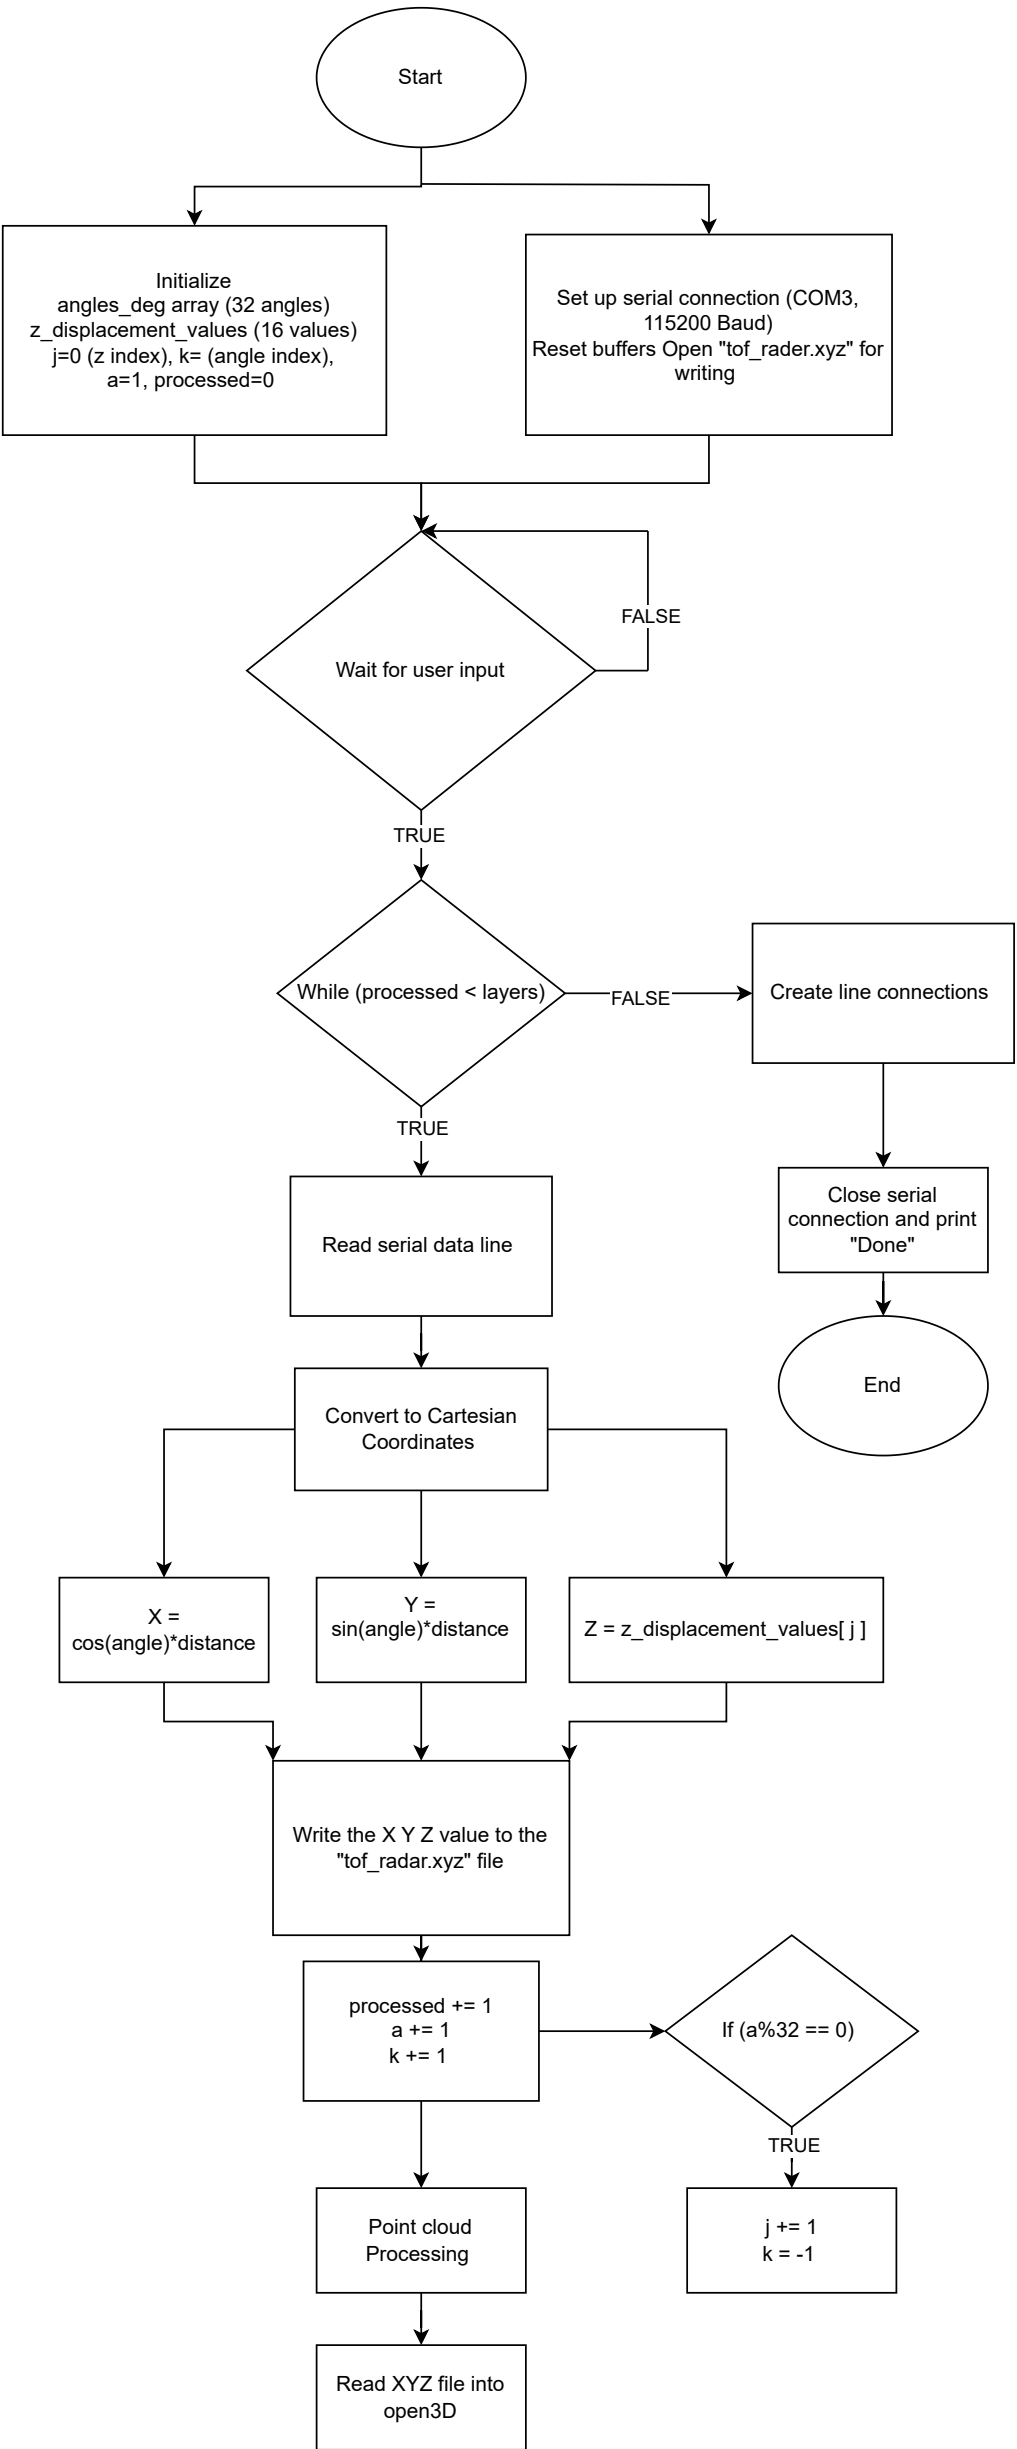 Start
Initialize
angles_deg array (32 angles)
z_displacement_values (16 values)
j=0 (z index), k= (angle index),
a=1, processed=0
Set up serial connection (COM3,
115200 Baud)
Reset buffers Open "tof_rader.xyz" for
writing
FALSE
Wait for user input
TRUE
While (processed < layers)
FALSE
Create line connections
TRUE
Read serial data line
Close serial
connection and print
"Done"
End
Convert to Cartesian
Coordinates
X =
cos(angle)*distance
Y =
sin(angle)*distance
Z = z_displacement_values[ j ]
Write the X Y Z value to the
"tof_radar.xyz" file
processed += 1
a += 1
k += 1
If (a%32 == 0)
TRUE
j += 1
k = -1
Point cloud
Processing
Read XYZ file into
open3D